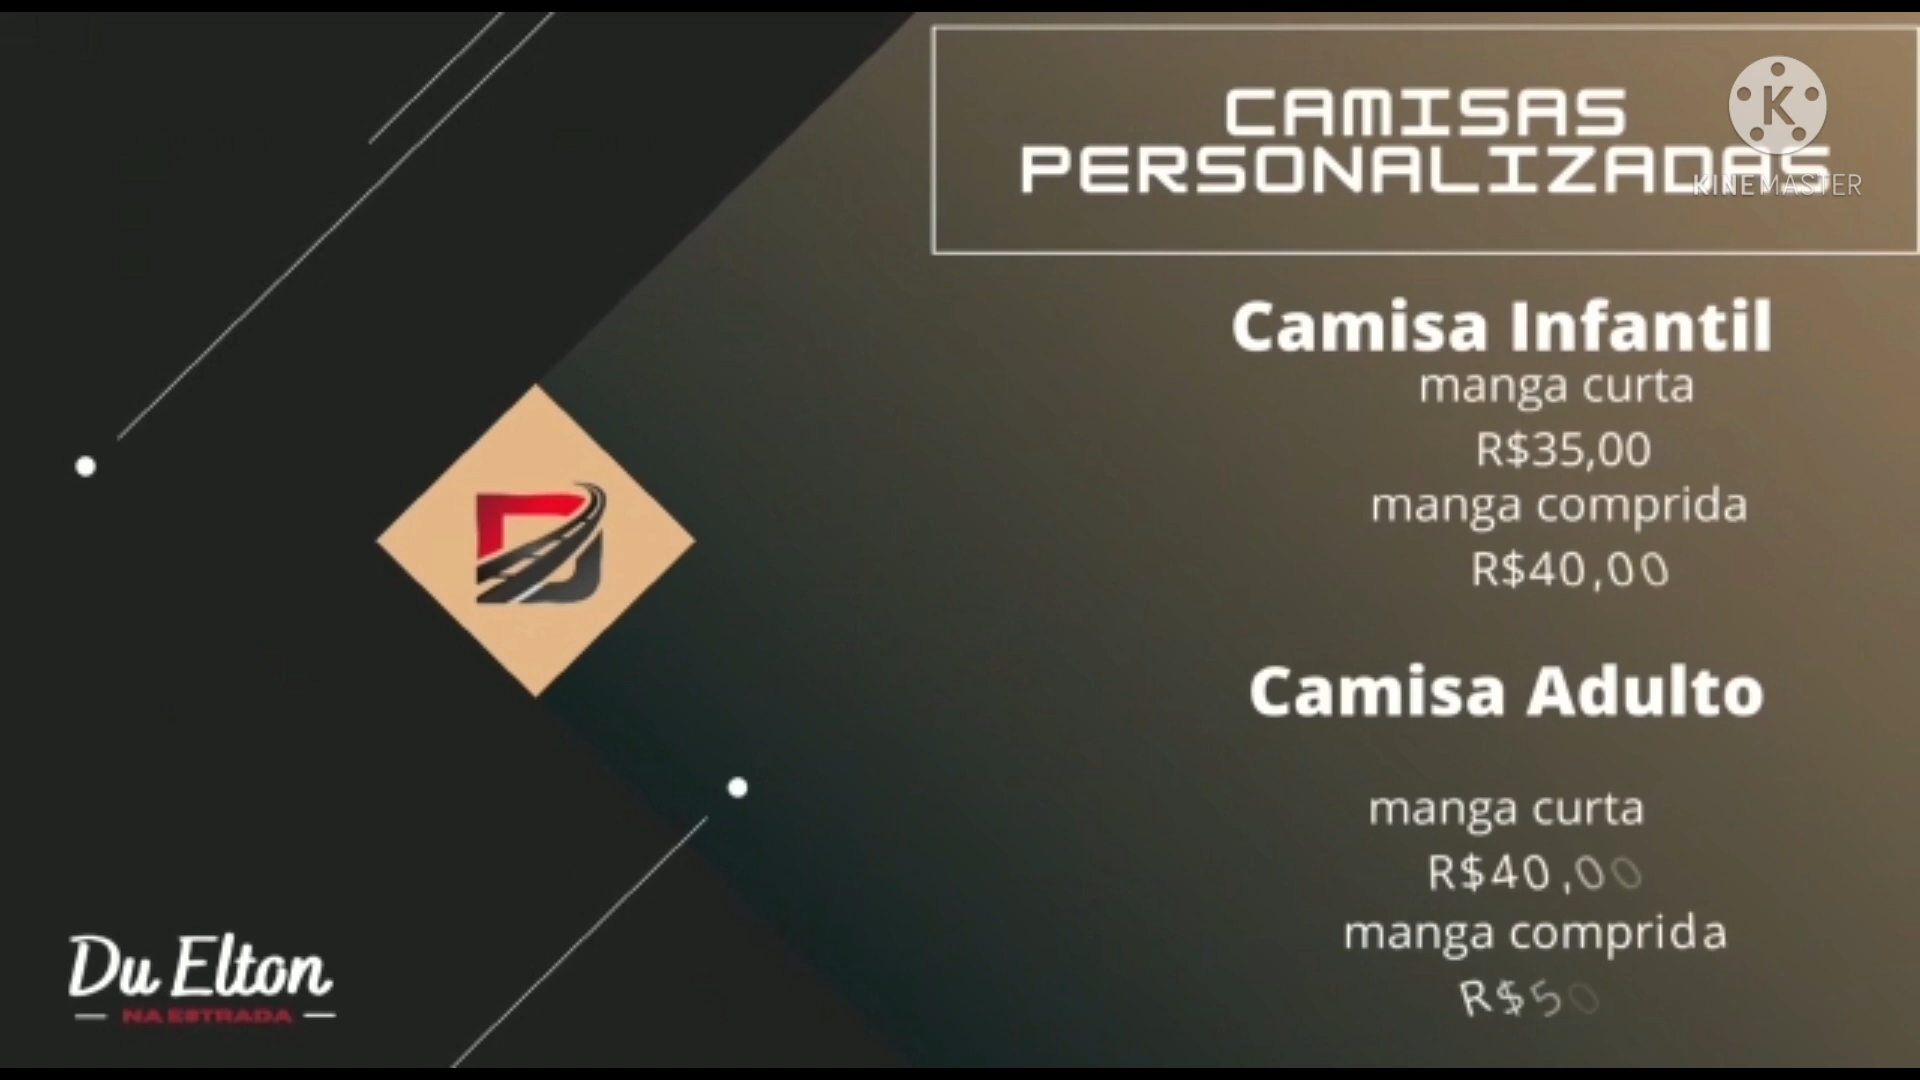 CAMISAS
PERSONALIZADAS
K
KINEMASTER
Camisa Infantil
manga curta
R$35,00
manga comprida
R$40,00
Camisa Adulto
manga curta
R$40,00
manga comprida
R$50
Du Elton
NA ESTRADA